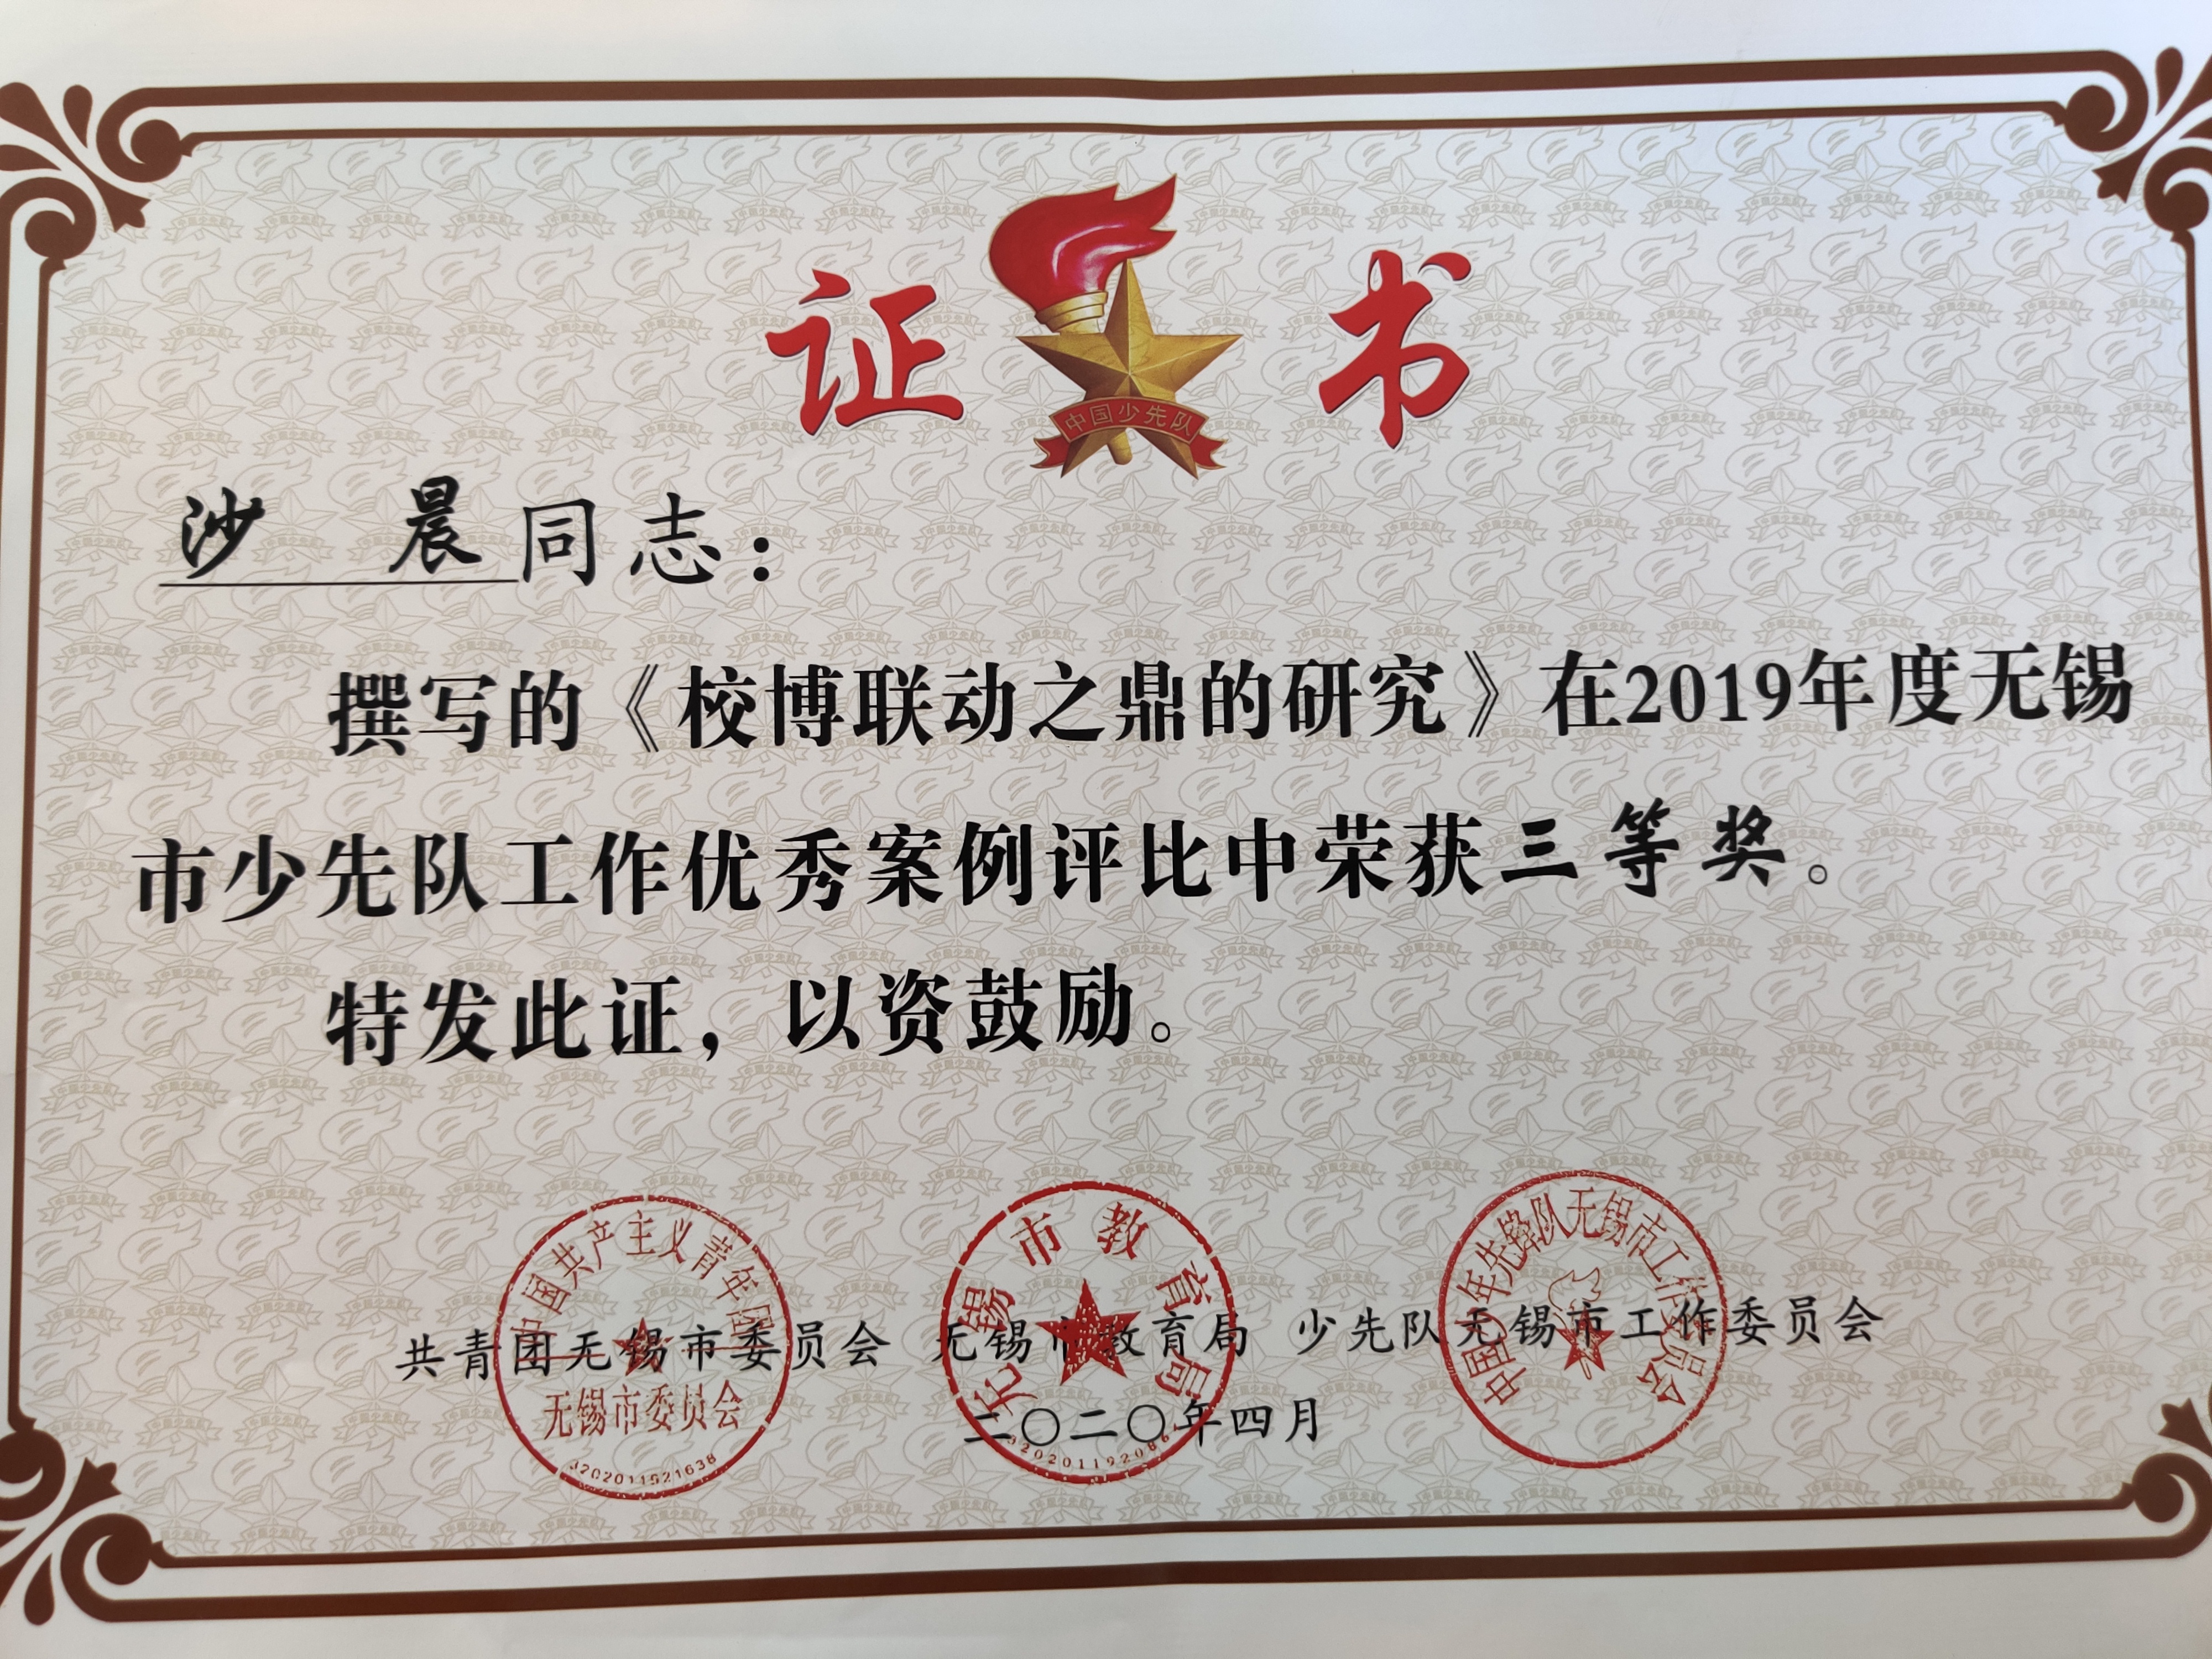 证 书
中国少先队
沙 晨 同志：
撰写的《校博联动之鼎的研究》在2019年度无锡
市少先队工作优秀案例评比中荣获三等奖。
特发此证，以资鼓励。
中国共产主义青年团
无锡市委员会
3202011521638
无锡市教育局
中国少年先锋队无锡市工作委员会
共青团无锡市委员会 无锡市教育局 少先队无锡市工作委员会
二〇二〇年四月